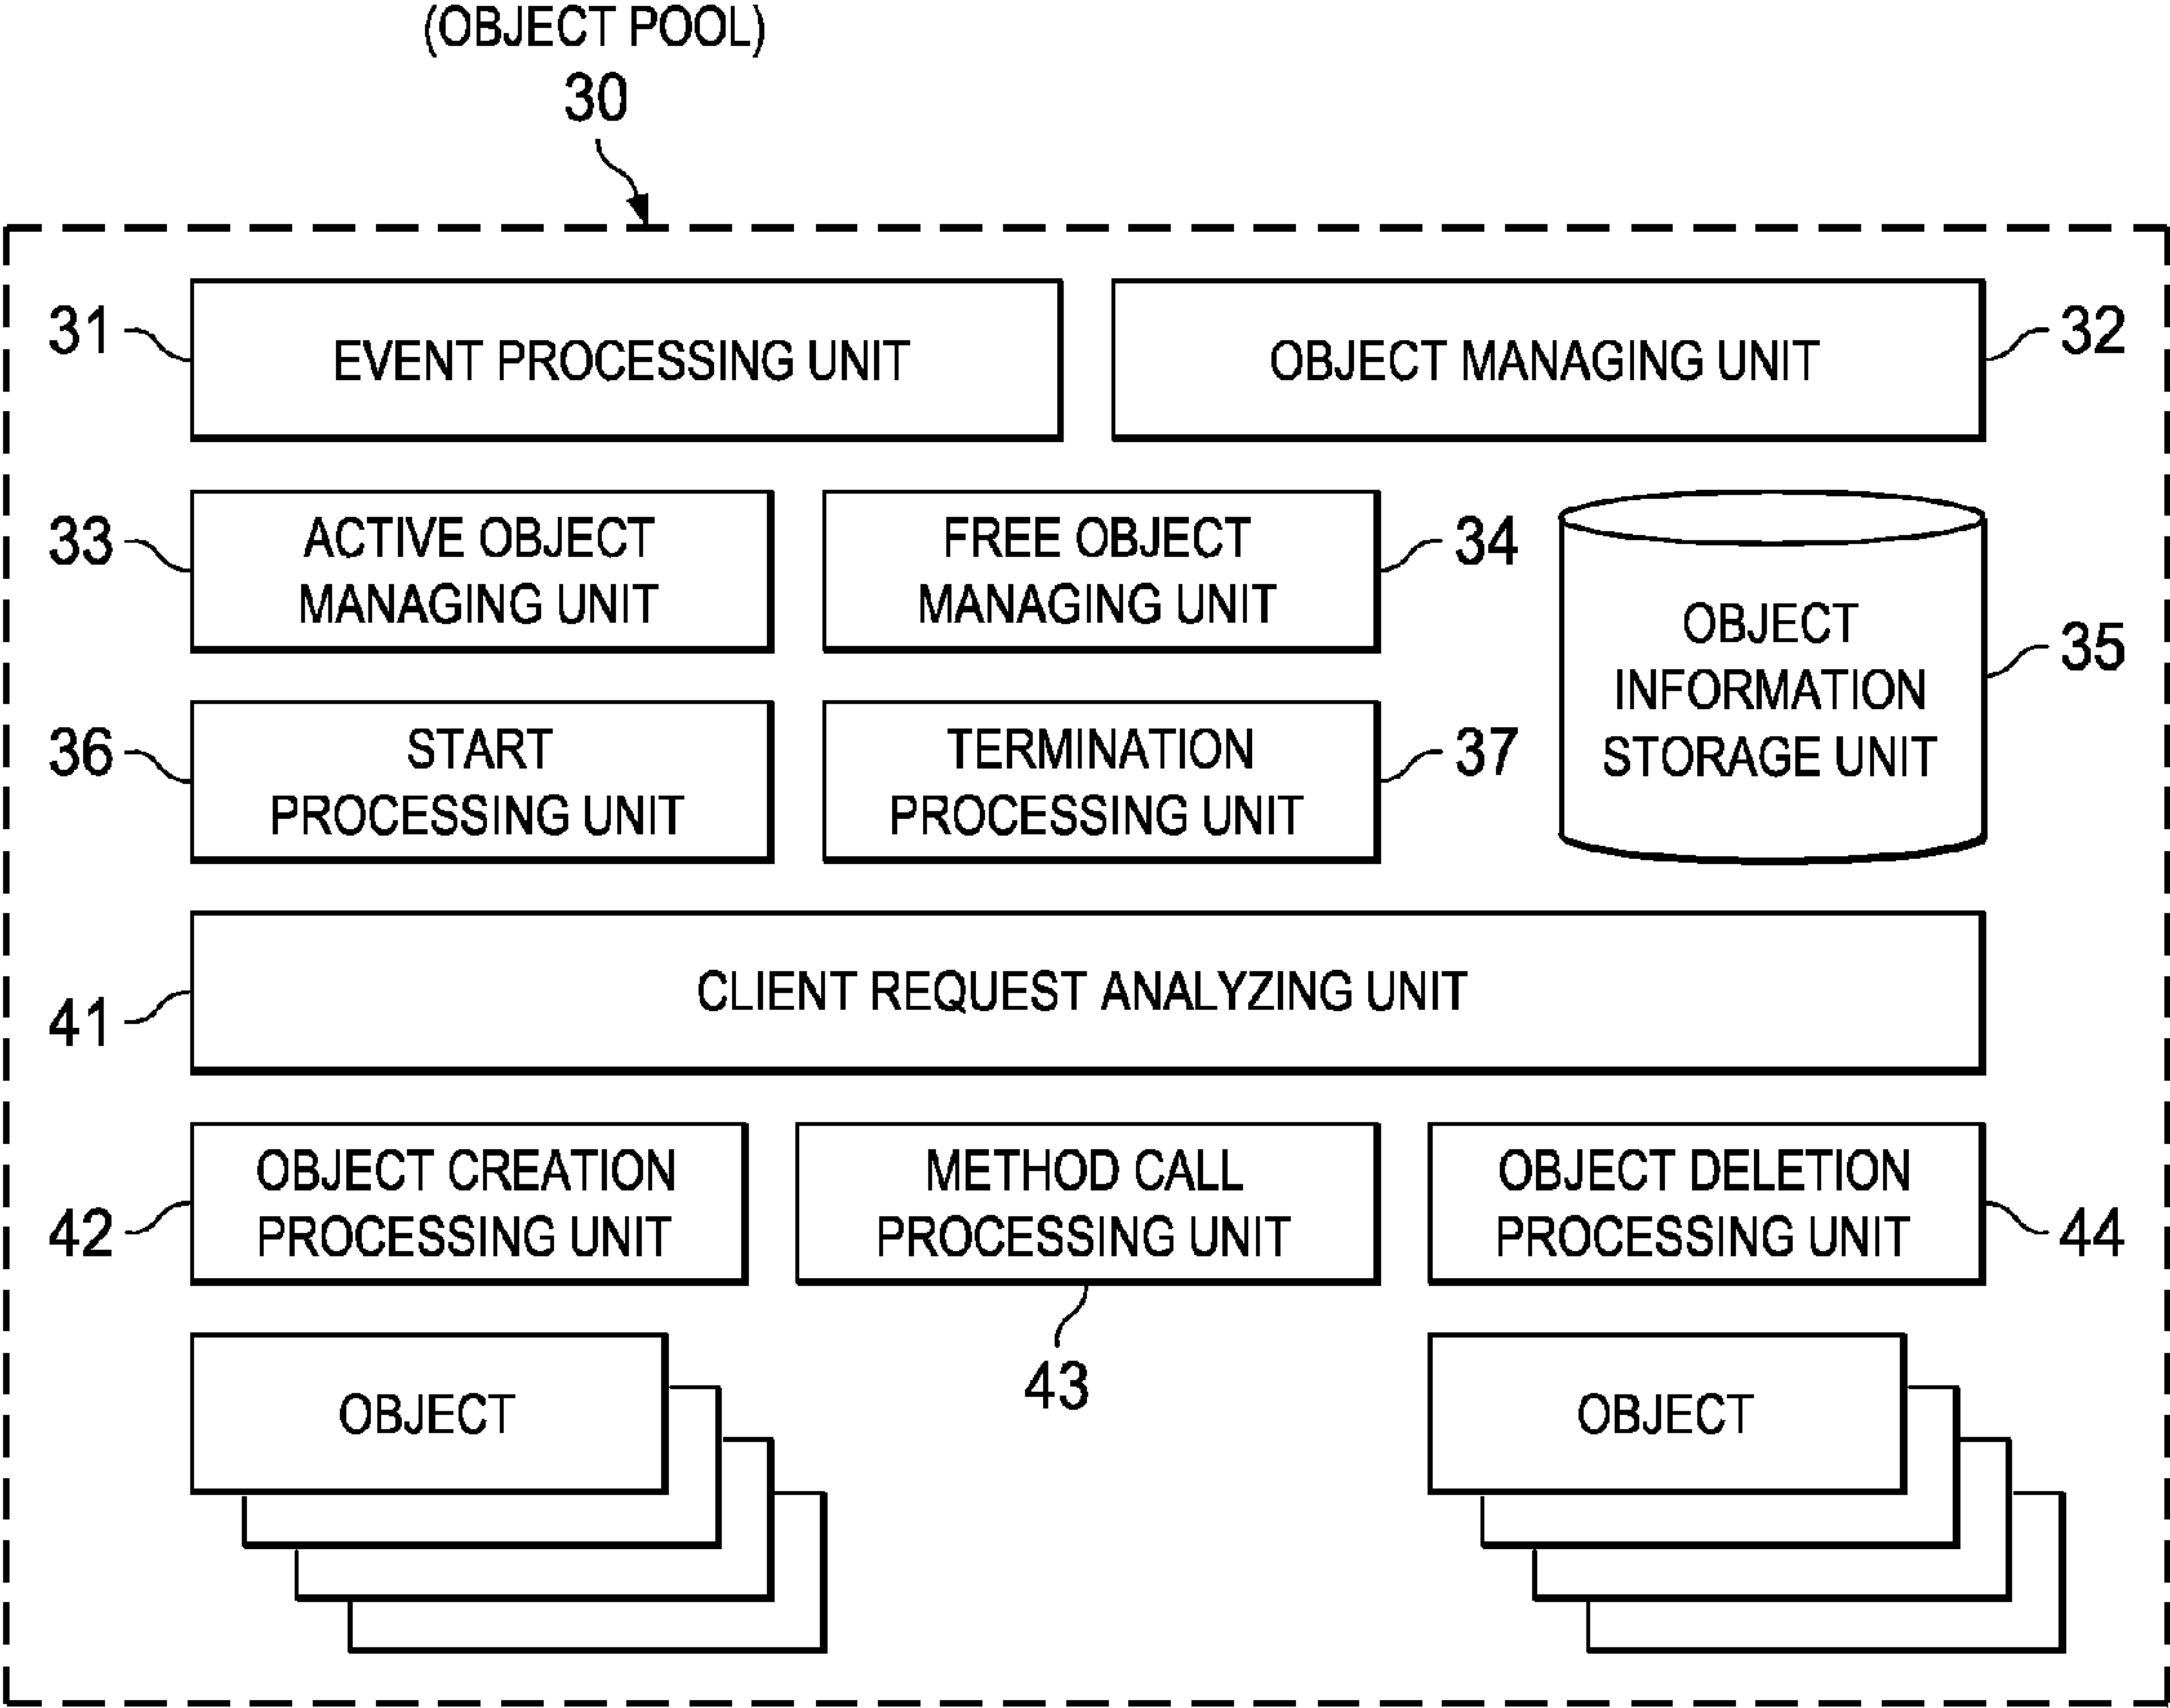 (OBJECT POOL)
30
31
EVENT PROCESSING UNIT
OBJECT MANAGING UNIT
32
33
ACTIVE OBJECT
MANAGING UNIT
FREE OBJECT
MANAGING UNIT
34
OBJECT
INFORMATION
STORAGE UNIT
35
36
START
PROCESSING UNIT
TERMINATION
PROCESSING UNIT
37
41
CLIENT REQUEST ANALYZING UNIT
42
OBJECT CREATION
PROCESSING UNIT
METHOD CALL
PROCESSING UNIT
43
OBJECT DELETION
PROCESSING UNIT
44
OBJECT
OBJECT